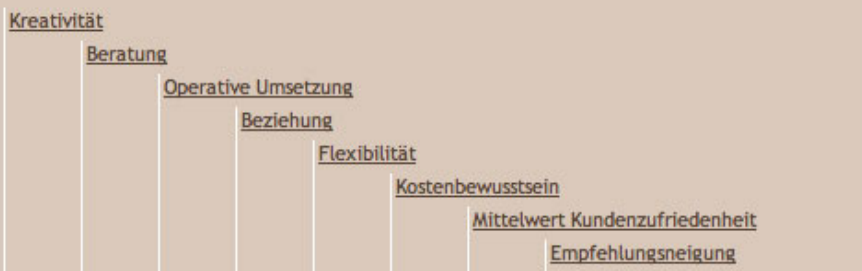 Kreativität
Beratung
Operative Umsetzung
Beziehung
Flexibilität
Kostenbewusstsein
Mittelwert Kundenzufriedenheit
Empfehlungsneigung